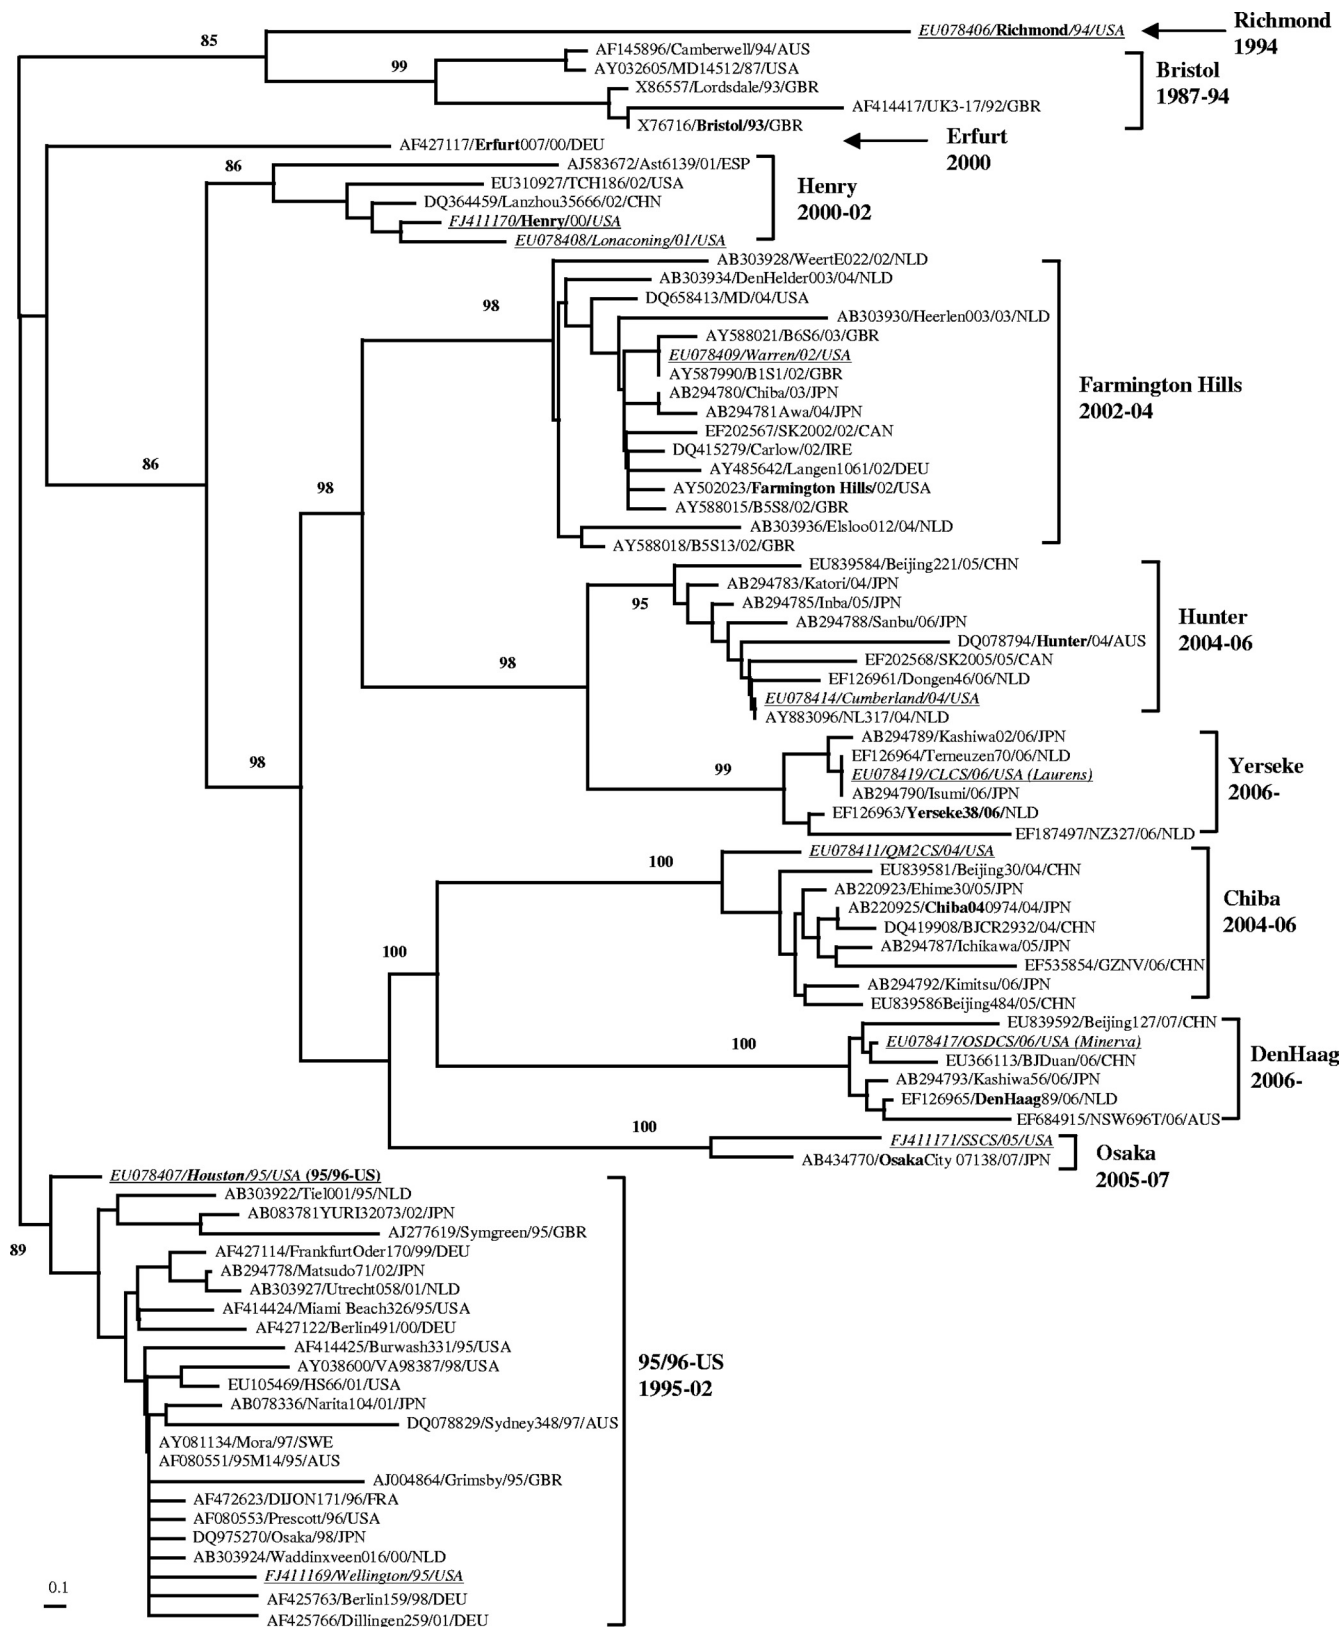 EU078406/Richmond/94/USA
Richmond
1994
85
AF145896/Camberwell/94/AUS
99
AY032605/MD14512/87/USA
X86557/Lordsdale/93/GBR
AF414417/UK3-17/92/GBR
X76716/Bristol/93/GBR
Bristol
1987-94
AF427117/Erfurt007/00/DEU
Erfurt
2000
86
AJ583672/Ast6139/01/ESP
EU310927/TCH186/02/USA
DQ364459/Lanzhou35666/02/CHN
FJ411170/Henry/00/USA
EU078408/Lonaconing/01/USA
Henry
2000-02
AB303928/WeertE022/02/NLD
AB303934/DenHelder003/04/NLD
98
DQ658413/MD/04/USA
AB303930/Heerlen003/03/NLD
AY588021/B6S6/03/GBR
EU078409/Warren/02/USA
AY587990/B1S1/02/GBR
AB294780/Chiba/03/JPN
AB294781Awa/04/JPN
EF202567/SK2002/02/CAN
DQ415279/Carlow/02/IRE
AY485642/Langen1061/02/DEU
AY502023/Farmington Hills/02/USA
AY588015/B5S8/02/GBR
AB303936/Elsloo012/04/NLD
AY588018/B5S13/02/GBR
Farmington Hills
2002-04
86
98
EU839584/Beijing221/05/CHN
AB294783/Katori/04/JPN
95
AB294785/Inba/05/JPN
AB294788/Sanbu/06/JPN
DQ078794/Hunter/04/AUS
EF202568/SK2005/05/CAN
98
EF126961/Dongen46/06/NLD
EU078414/Cumberland/04/USA
AY883096/NL317/04/NLD
Hunter
2004-06
AB294789/Kashiwa02/06/JPN
EF126964/Terneuzen70/06/NLD
98
99
EU078419/CLCS/06/USA (Laurens)
AB294790/Isumi/06/JPN
EF126963/Yerseke38/06/NLD
EF187497/NZ327/06/NLD
Yerseke
2006-
EU078411/QM2CS/04/USA
100
EU839581/Beijing30/04/CHN
AB220923/Ehime30/05/JPN
AB220925/Chiba040974/04/JPN
DQ419908/BJCR2932/04/CHN
AB294787/Ichikawa/05/JPN
EF535854/GZNV/06/CHN
AB294792/Kimitsu/06/JPN
EU839586Beijing484/05/CHN
Chiba
2004-06
100
EU839592/Beijing127/07/CHN
100
EU078417/OSDCS/06/USA (Minerva)
EU366113/BJDuan/06/CHN
AB294793/Kashiwa56/06/JPN
EF126965/DenHaag89/06/NLD
EF684915/NSW696T/06/AUS
DenHaag
2006-
100
FJ411171/SSCS/05/USA
AB434770/OsakaCity 07138/07/JPN
Osaka
2005-07
EU078407/Houston/95/USA (95/96-US)
AB303922/Tiel001/95/NLD
AB083781YURI32073/02/JPN
AJ277619/Symgreen/95/GBR
89
AF427114/FrankfurtOder170/99/DEU
AB294778/Matsudo71/02/JPN
AB303927/Utrecht058/01/NLD
AF414424/Miami Beach326/95/USA
AF427122/Berlin491/00/DEU
AF414425/Burwash331/95/USA
AY038600/VA98387/98/USA
EU105469/HS66/01/USA
AB078336/Narita104/01/JPN
DQ078829/Sydney348/97/AUS
AY081134/Mora/97/SWE
AF080551/95M14/95/AUS
AJ004864/Grimsby/95/GBR
AF472623/DIJON171/96/FRA
AF080553/Prescott/96/USA
DQ975270/Osaka/98/JPN
AB303924/Waddinxveen016/00/NLD
FJ411169/Wellington/95/USA
AF425763/Berlin159/98/DEU
AF425766/Dillingen259/01/DEU
95/96-US
1995-02
0.1